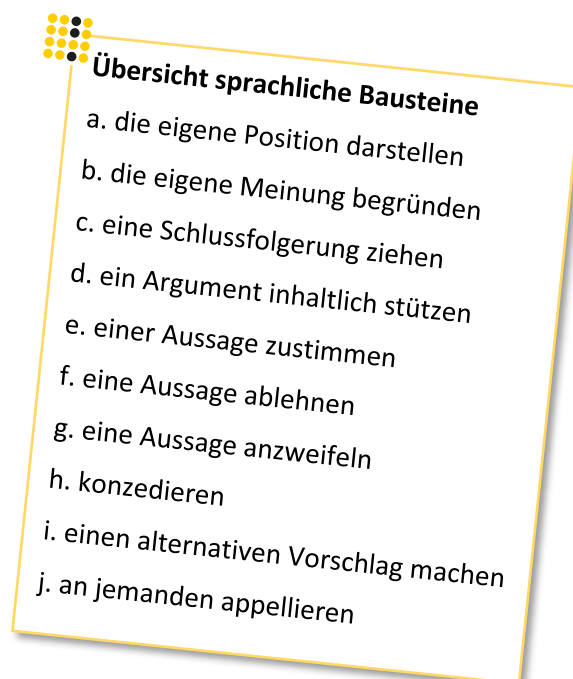 Übersicht sprachliche Bausteine
a. die eigene Position darstellen
b. die eigene Meinung begründen
c. eine Schlussfolgerung ziehen
d. ein Argument inhaltlich stützen
e. einer Aussage zustimmen
f. eine Aussage ablehnen
g. eine Aussage anzweifeln
h. konzedieren
i. einen alternativen Vorschlag machen
j. an jemanden appellieren